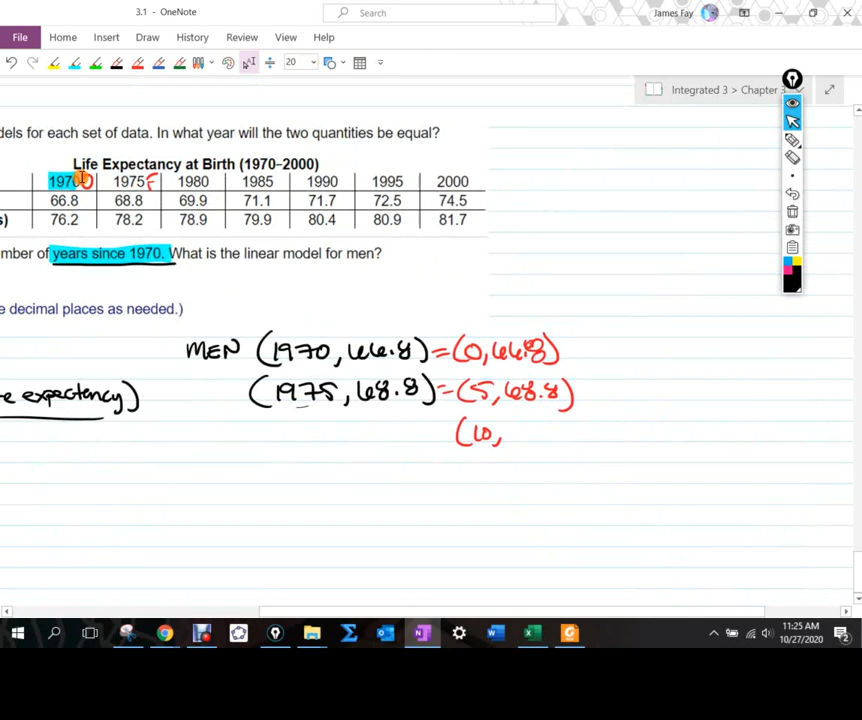 3.1 - OneNote
Search
James Fay
File Home Insert Draw History Review View Help
20
Integrated 3 > Chapter 3
dels for each set of data. In what year will the two quantities be equal?
Life Expectancy at Birth (1970–2000)
1970 0 1975 1980 1985 1990 1995 2000
66.8 68.8 69.9 71.1 71.7 72.5 74.5
s) 76.2 78.2 78.9 79.9 80.4 80.9 81.7
mber of years since 1970. What is the linear model for men?
e decimal places as needed.)
MEN (1970, 66.8) = (0, 66.8)
e expectancy) (1975, 68.8) = (5, 68.8)
(10,
11:25 AM
10/27/2020
2